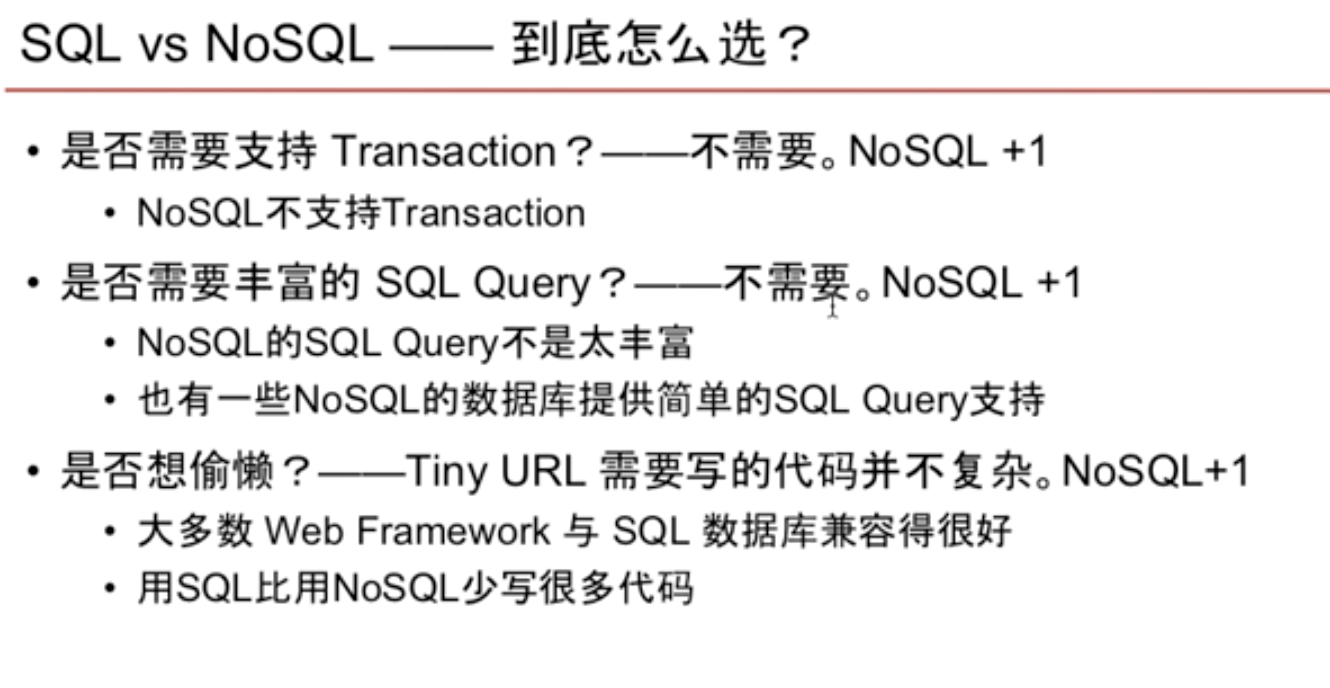 SQL vs NoSQL —— 到底怎么选？
• 是否需要支持 Transaction？——不需要。NoSQL +1
• NoSQL不支持Transaction
• 是否需要丰富的 SQL Query？——不需要。NoSQL +1
• NoSQL的SQL Query不是太丰富
• 也有一些NoSQL的数据库提供简单的SQL Query支持
• 是否想偷懒？——Tiny URL 需要写的代码并不复杂。NoSQL+1
• 大多数 Web Framework 与 SQL 数据库兼容得很好
• 用SQL比用NoSQL少写很多代码